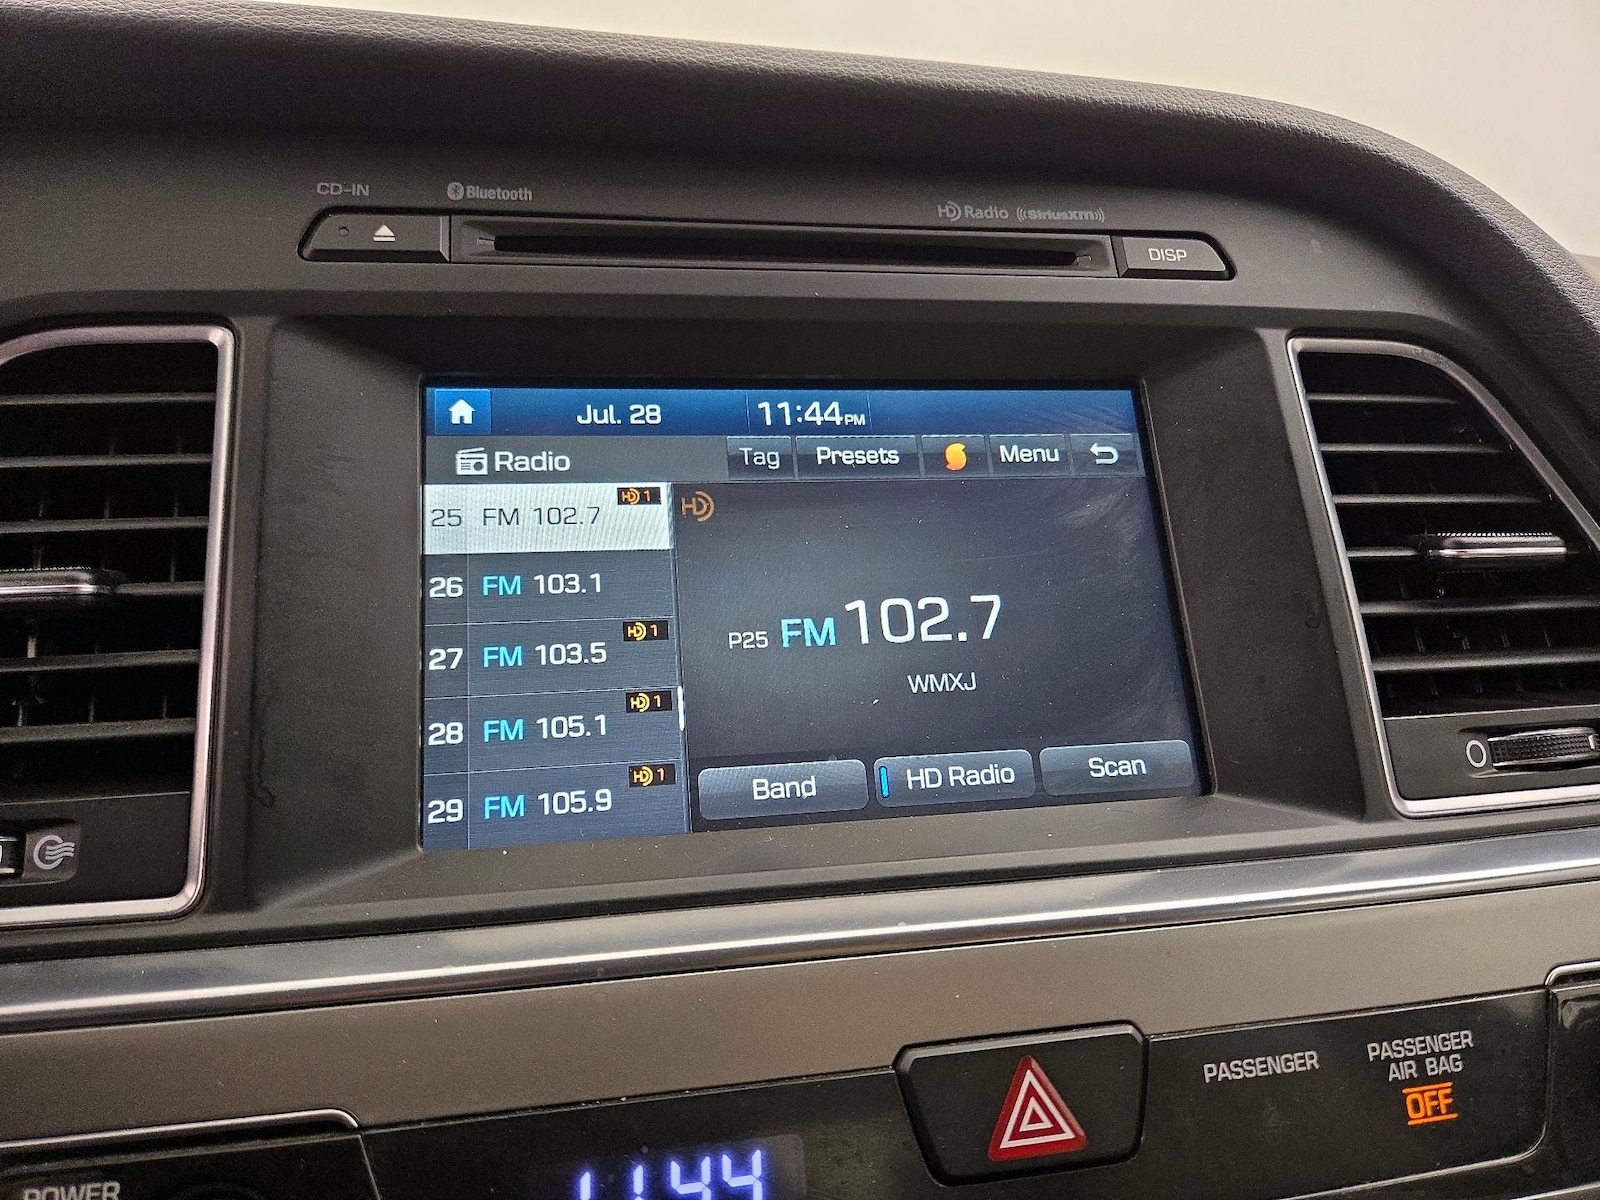 CD-IN
Bluetooth
HD Radio ((SiriusXM))
DISP
Jul. 28
11:44 PM
Radio
Tag
Presets
Menu
25 FM 102.7 HD 1
HD
26 FM 103.1
27 FM 103.5 HD 1
28 FM 105.1 HD 1
29 FM 105.9 HD 1
P25 FM 102.7
WMXJ
Band
HD Radio
Scan
PASSENGER
PASSENGER
AIR BAG
OFF
11:44
POWER